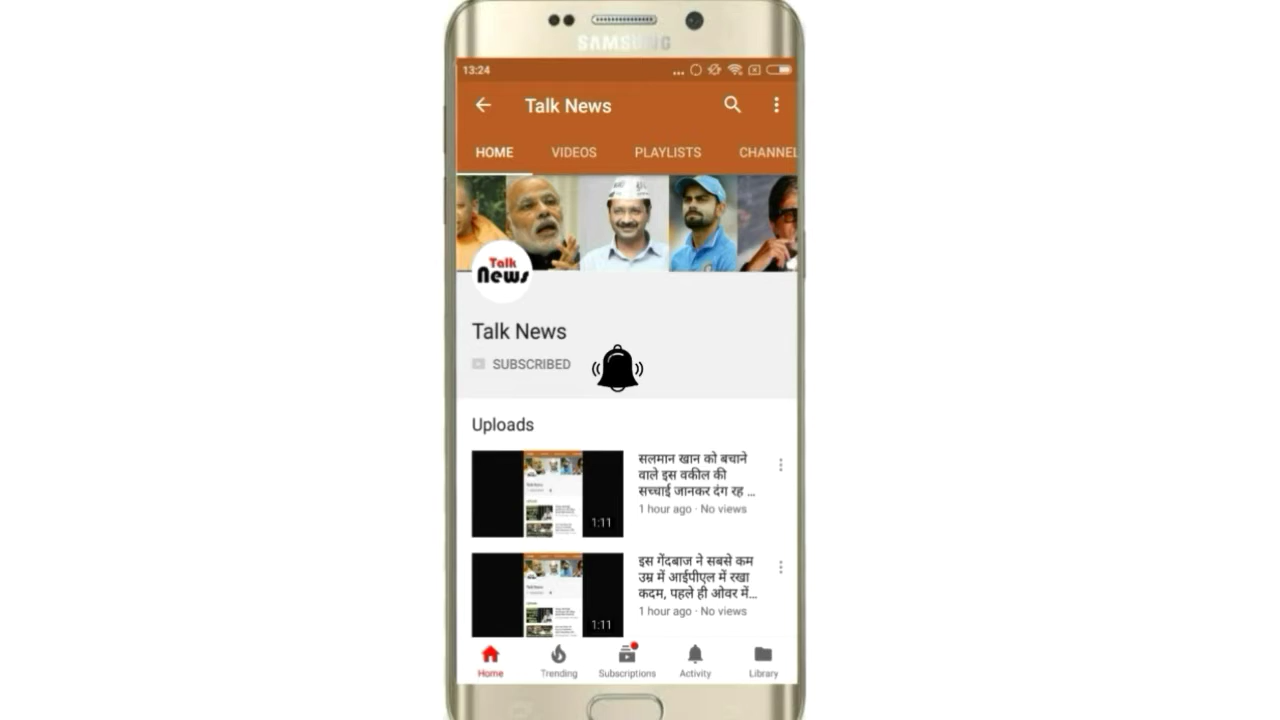 SAMSUNG
13:24
Talk News
HOME VIDEOS PLAYLISTS CHANNEL
Talk
News
Talk News
SUBSCRIBED
Uploads
सलमान खान को बचाने
वाले इस वकील की
सच्चाई जानकर दंग रह ...
1 hour ago · No views
1:11
इस गेंदबाज ने सबसे कम
उम्र में आईपीएल में रखा
कदम, पहले ही ओवर में...
1 hour ago · No views
1:11
Home Trending Subscriptions Activity Library